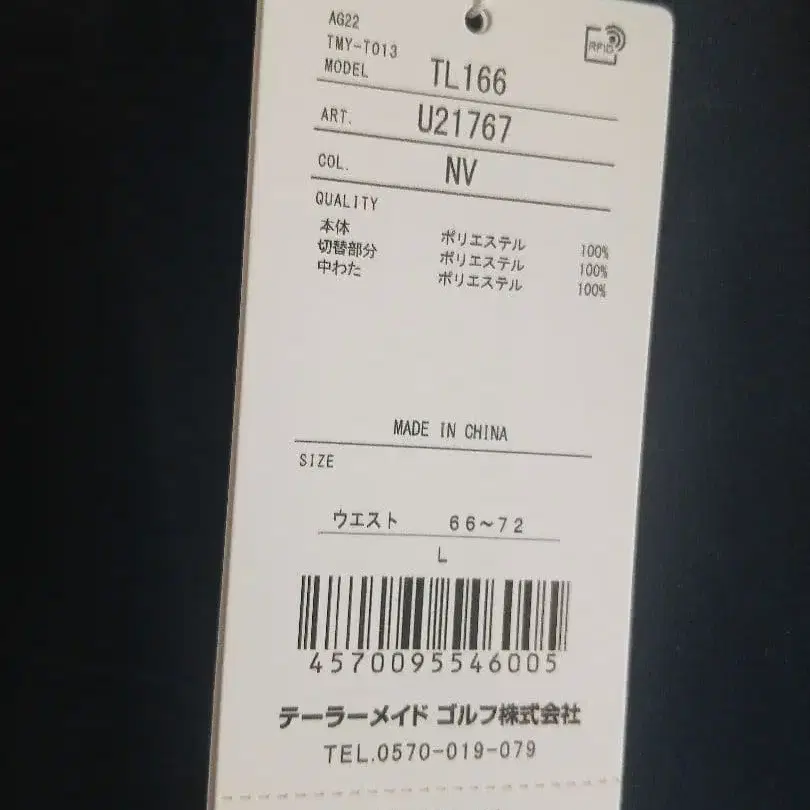 AG22
TMY-T013
RFID
MODEL TL166
ART. U21767
COL. NV
QUALITY
本体 ポリエステル 100%
切替部分 ポリエステル 100%
中わた ポリエステル 100%
MADE IN CHINA
SIZE
ウエスト 66~72
L
4570095546005
テーラーメイド ゴルフ株式会社
TEL.0570-019-079